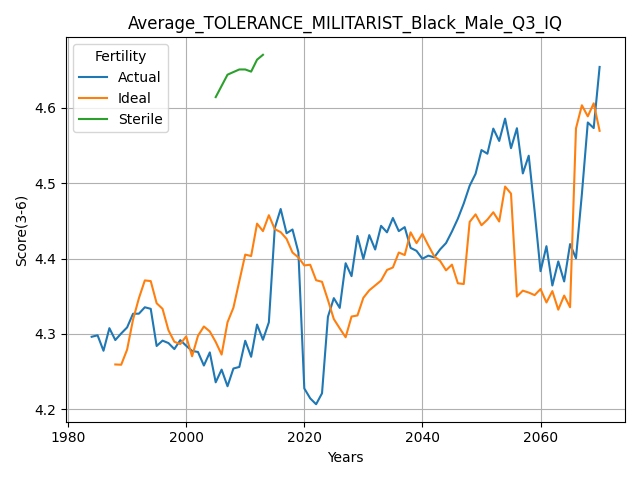 Average_TOLERANCE_MILITARIST_Black_Male_Q3_IQ
Fertility
Actual
Ideal
Sterile
Score(3-6)
4.6
4.5
4.4
4.3
4.2
1980
2000
2020
2040
2060
Years